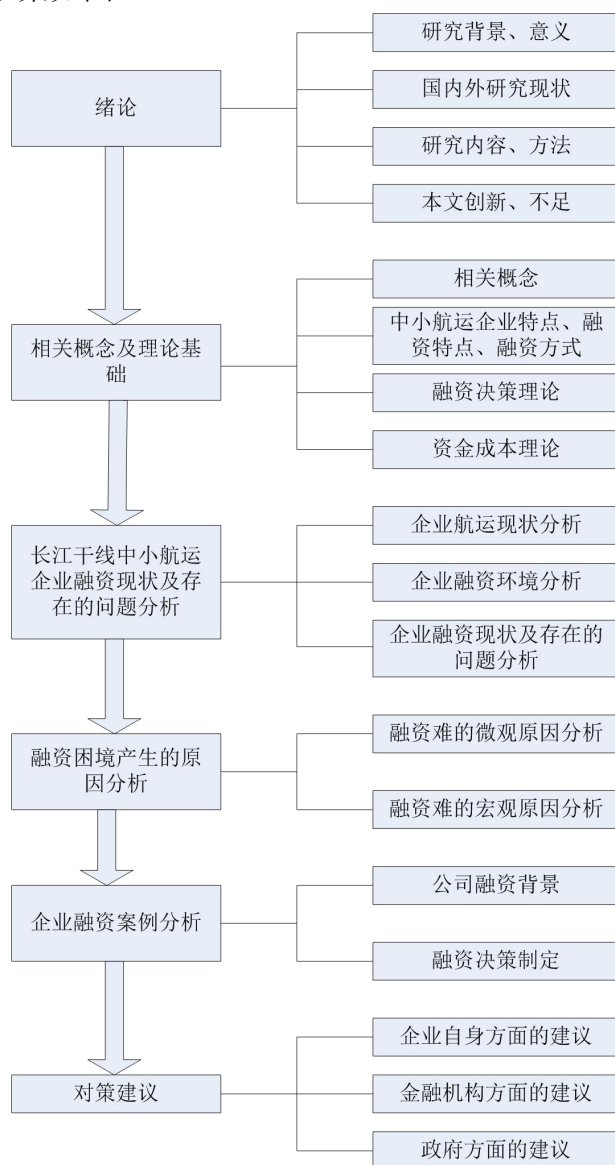 研究背景、意义
国内外研究现状
绪论
研究内容、方法
本文创新、不足
相关概念
中小航运企业特点、融
资特点、融资方式
相关概念及理论基
础
融资决策理论
资金成本理论
企业航运现状分析
长江干线中小航运
企业融资现状及存
在的问题分析
企业融资环境分析
企业融资现状及存在的
问题分析
融资难的微观原因分析
融资困境产生的原
因分析
融资难的宏观原因分析
公司融资背景
企业融资案例分析
融资决策制定
企业自身方面的建议
对策建议
金融机构方面的建议
政府方面的建议